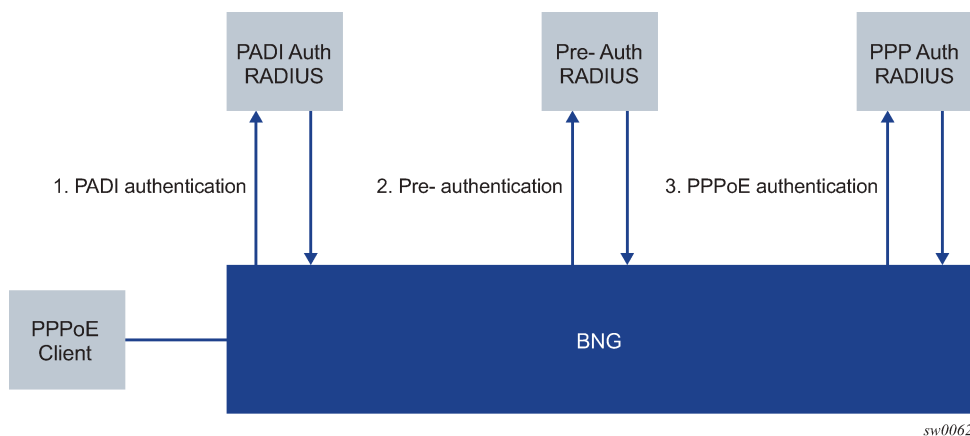 PADI Auth
RADIUS
Pre- Auth
RADIUS
PPP Auth
RADIUS
1. PADI authentication
2. Pre- authentication
3. PPPoE authentication
PPPoE
Client
BNG
sw0062